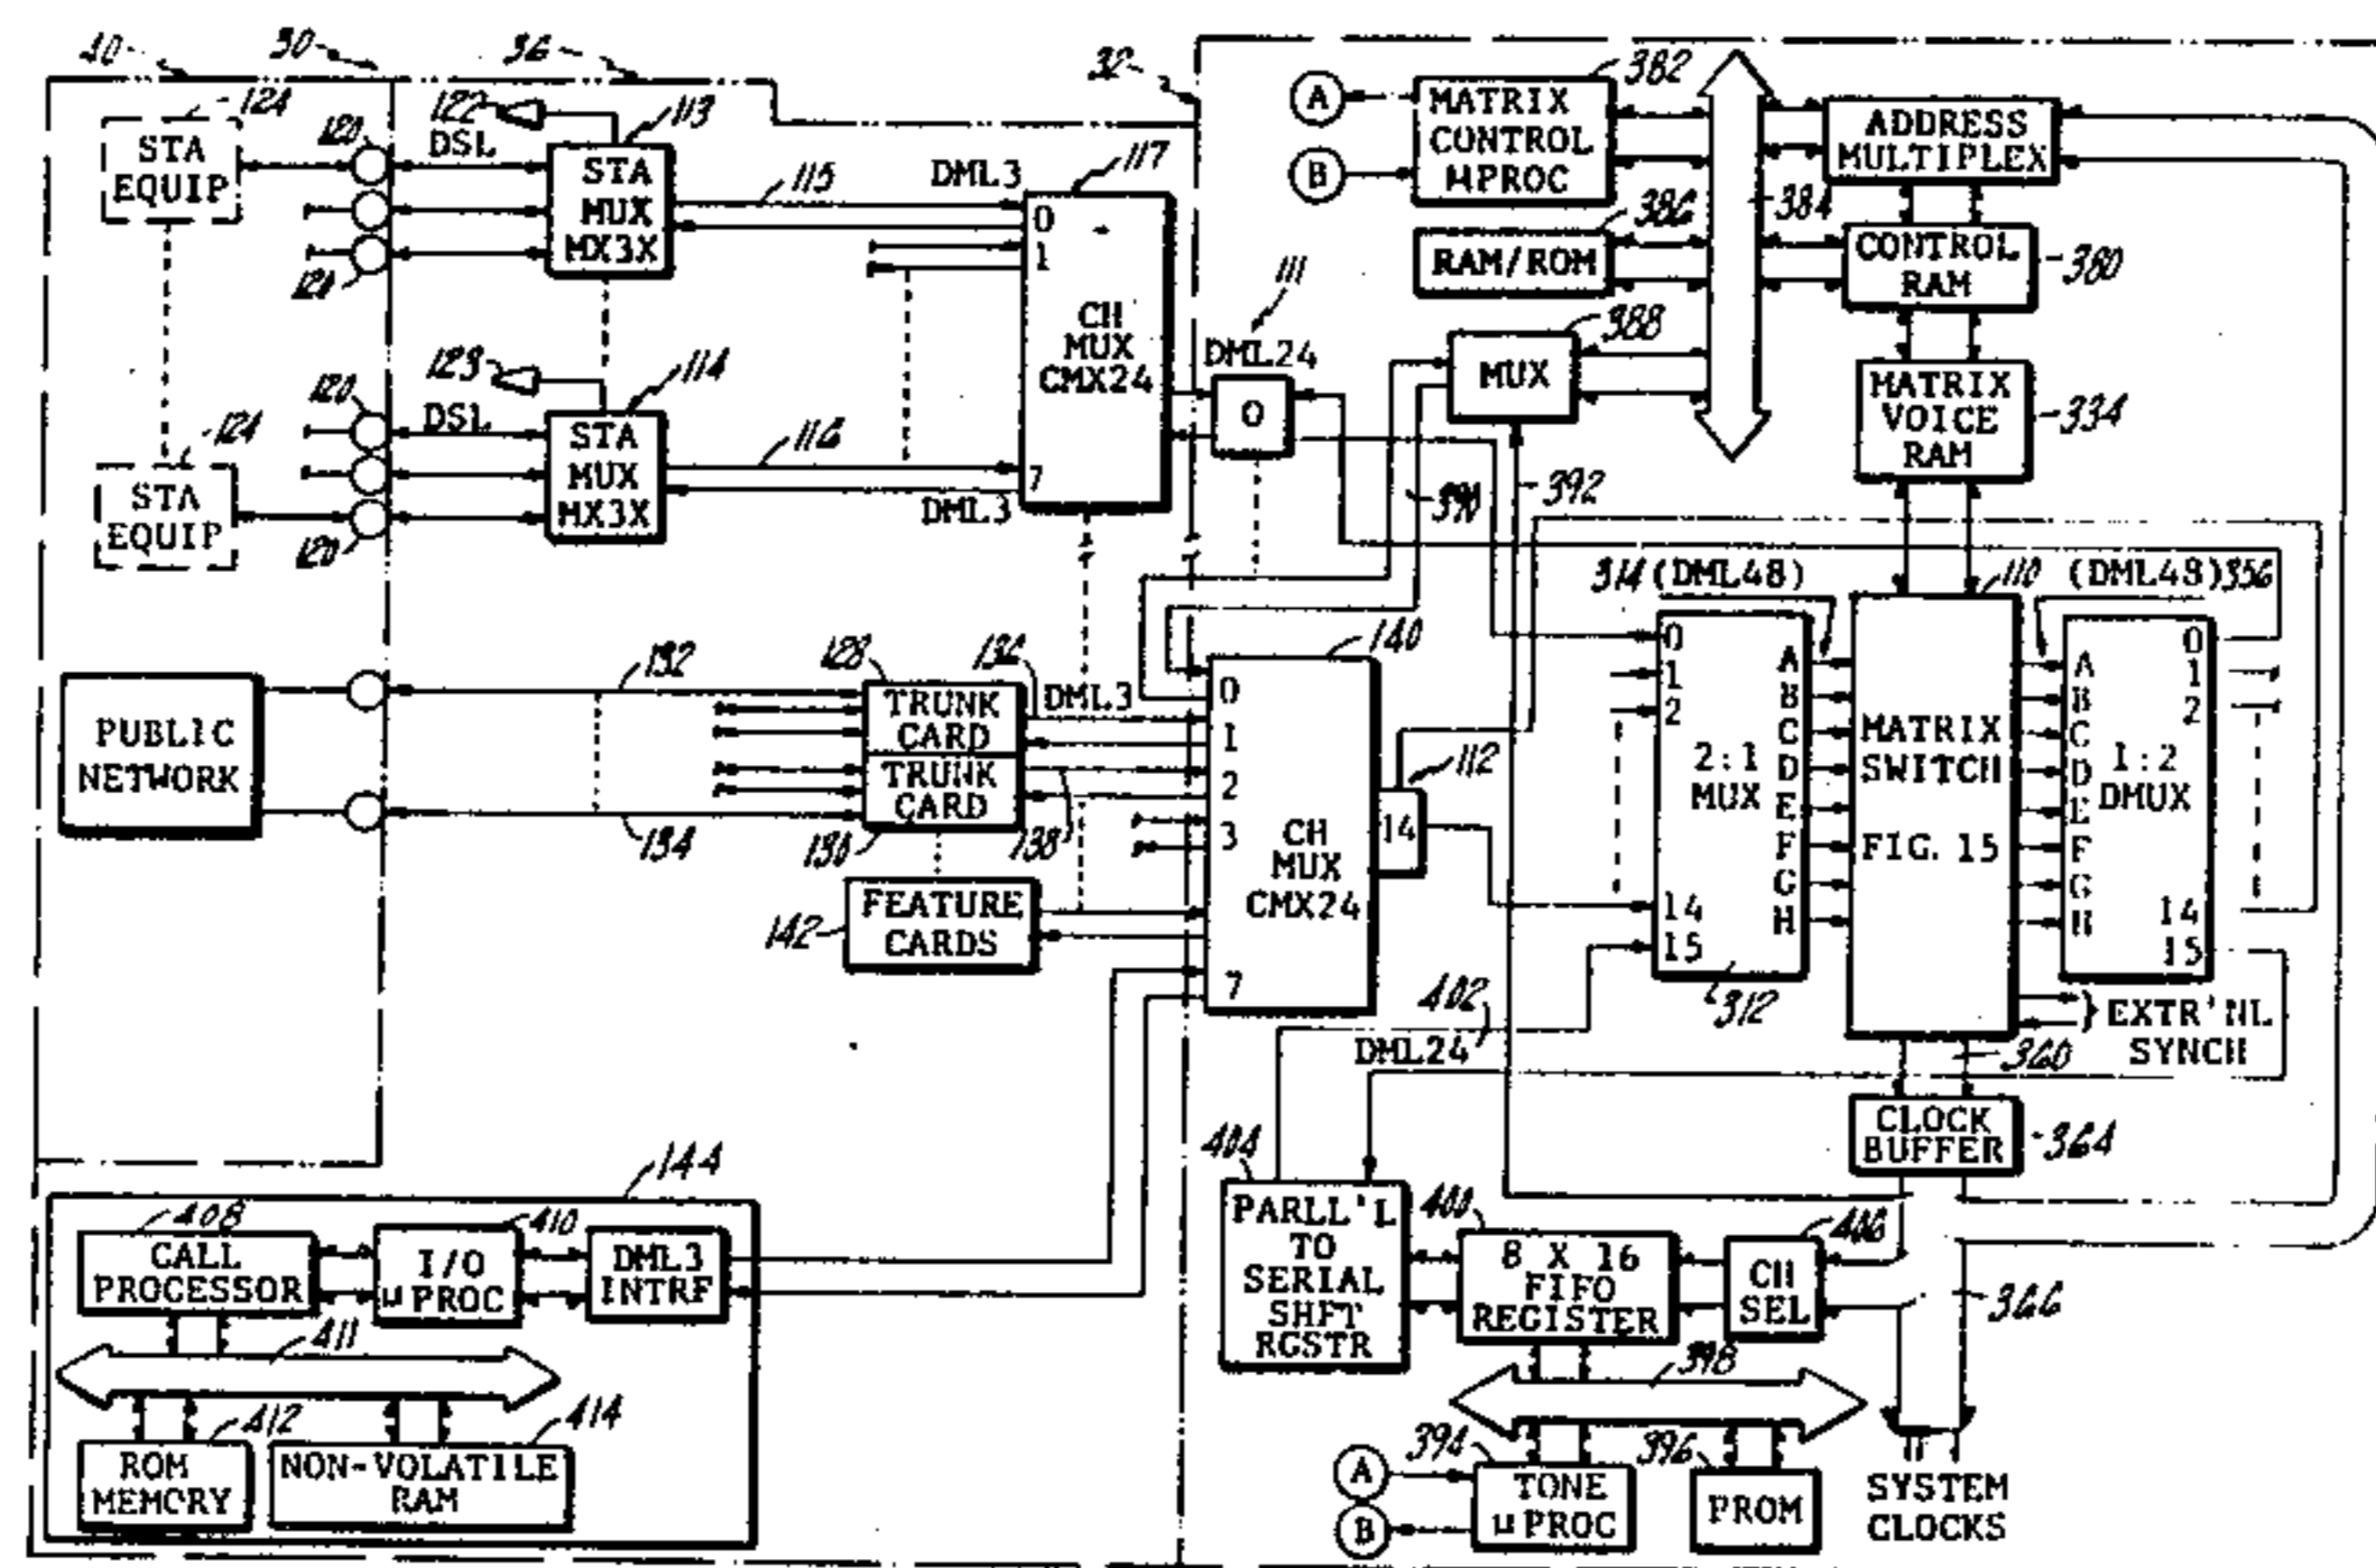 40
30
36
32
STA
EQUIP
124
120
DSL
122
113
STA
MUX
MX3X
120
115
DML3
117
0
1
CH
MUX
CMX24
7
STA
EQUIP
124
120
DSL
123
114
STA
MUX
MX3X
120
116
DML3
111
DML24
0
A
B
382
MATRIX
CONTROL
µPROC
386
RAM/ROM
388
MUX
384
ADDRESS
MULTIPLEX
CONTROL
RAM
380
MATRIX
VOICE
RAM
334
392
PUBLIC
NETWORK
132
134
128
TRUNK
CARD
TRUNK
CARD
136
DML3
138
142
FEATURE
CARDS
140
0
1
2
3
CH
MUX
CMX24
7
112
14
314 (DML48)
0
1
2
2:1
MUX
14
15
A
B
C
D
E
F
G
H
312
110
MATRIX
SWITCH
FIG. 15
(DML48) 356
A
B
C
D
E
F
G
H
1:2
DMUX
0
1
2
14
15
EXTR'NL
SYNCH
360
402
DML24
CLOCK
BUFFER
364
144
408
CALL
PROCESSOR
410
I/O
µPROC
DML3
INTRF
411
412
ROM
MEMORY
414
NON-VOLATILE
RAM
404
PARLL'L
TO
SERIAL
SHFT
RGSTR
400
8 X 16
FIFO
REGISTER
406
CH
SEL
366
398
394
A
B
TONE
µPROC
396
PROM
SYSTEM
CLOCKS